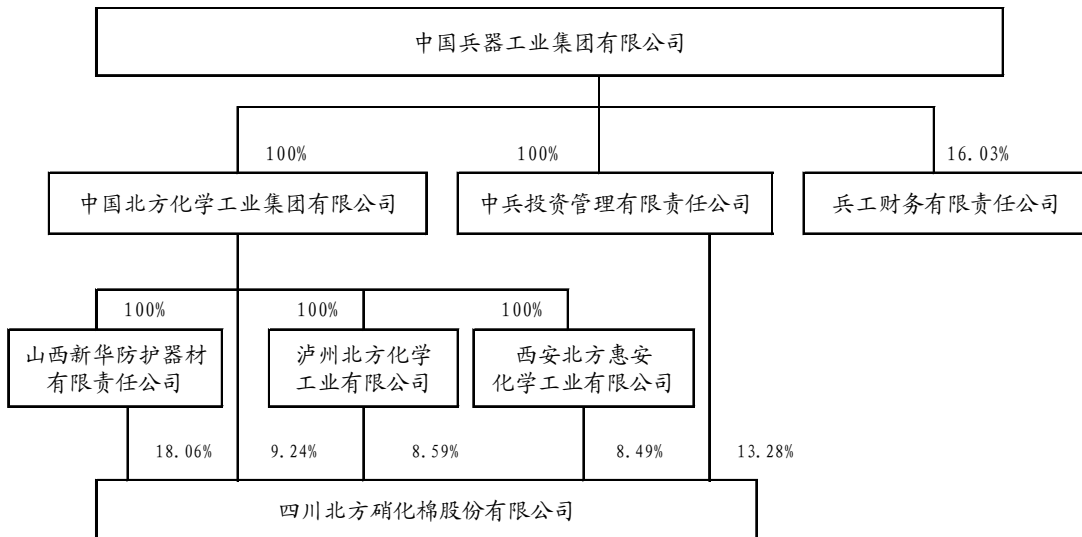 中国兵器工业集团有限公司
100%
100%
16.03%
中国北方化学工业集团有限公司
中兵投资管理有限责任公司
兵工财务有限责任公司
100%
100%
100%
山西新华防护器材
有限责任公司
泸州北方化学
工业有限公司
西安北方惠安
化学工业有限公司
18.06%
9.24%
8.59%
8.49%
13.28%
四川北方硝化棉股份有限公司